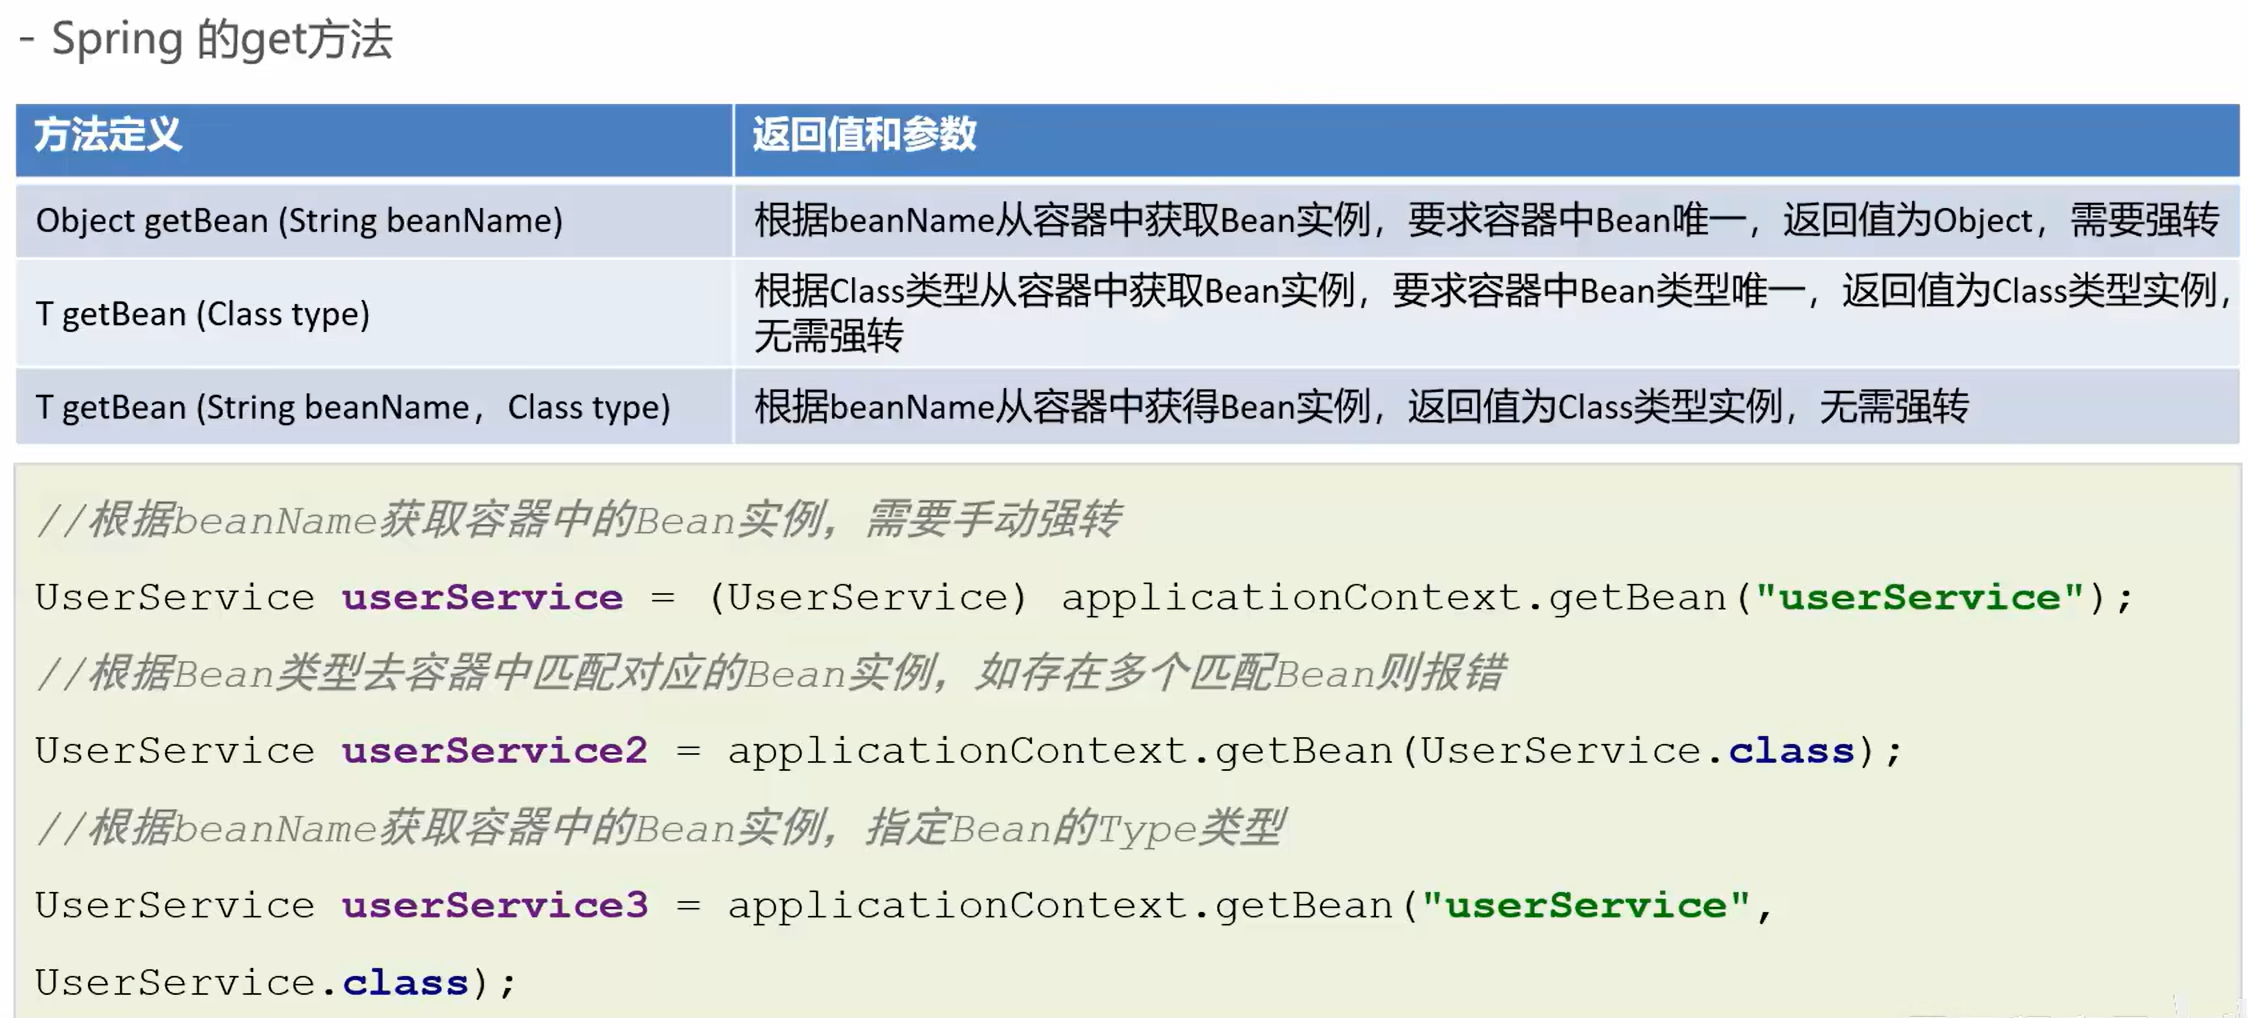 - Spring 的get方法
方法定义
返回值和参数
Object getBean (String beanName)
根据beanName从容器中获取Bean实例，要求容器中Bean唯一，返回值为Object，需要强转
T getBean (Class type)
根据Class类型从容器中获取Bean实例，要求容器中Bean类型唯一，返回值为Class类型实例，
无需强转
T getBean (String beanName，Class type)
根据beanName从容器中获得Bean实例，返回值为Class类型实例，无需强转
//根据beanName获取容器中的Bean实例，需要手动强转
UserService userService = (UserService) applicationContext.getBean("userService");
//根据Bean类型去容器中匹配对应的Bean实例，如存在多个匹配Bean则报错
UserService userService2 = applicationContext.getBean(UserService.class);
//根据beanName获取容器中的Bean实例，指定Bean的Type类型
UserService userService3 = applicationContext.getBean("userService",
UserService.class);